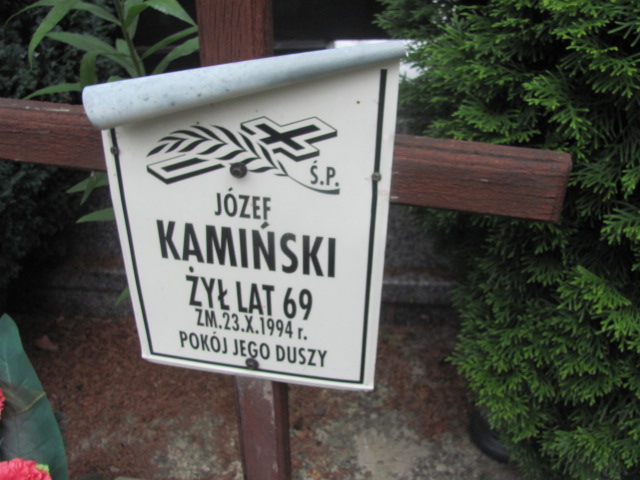 Ś.P.
JÓZEF
KAMIŃSKI
ŻYŁ LAT 69
ZM.23.X.1994 r.
POKÓJ JEGO DUSZY